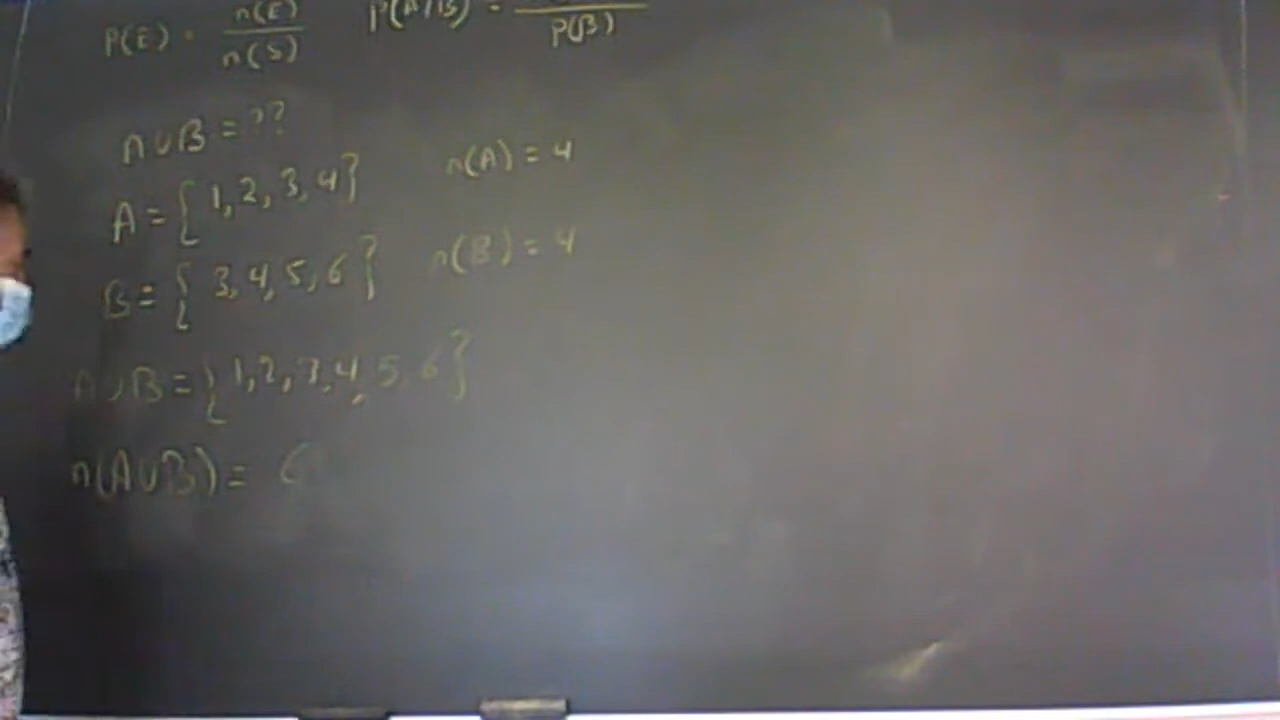 P(E) = n(E)/n(S) P(A/B) = /P(B)
n∪B = ??
A = { 1, 2, 3, 4 } n(A) = 4
B = { 3, 4, 5, 6 } n(B) = 4
A∪B = { 1, 2, 3, 4, 5, 6 }
n(A∪B) = 6